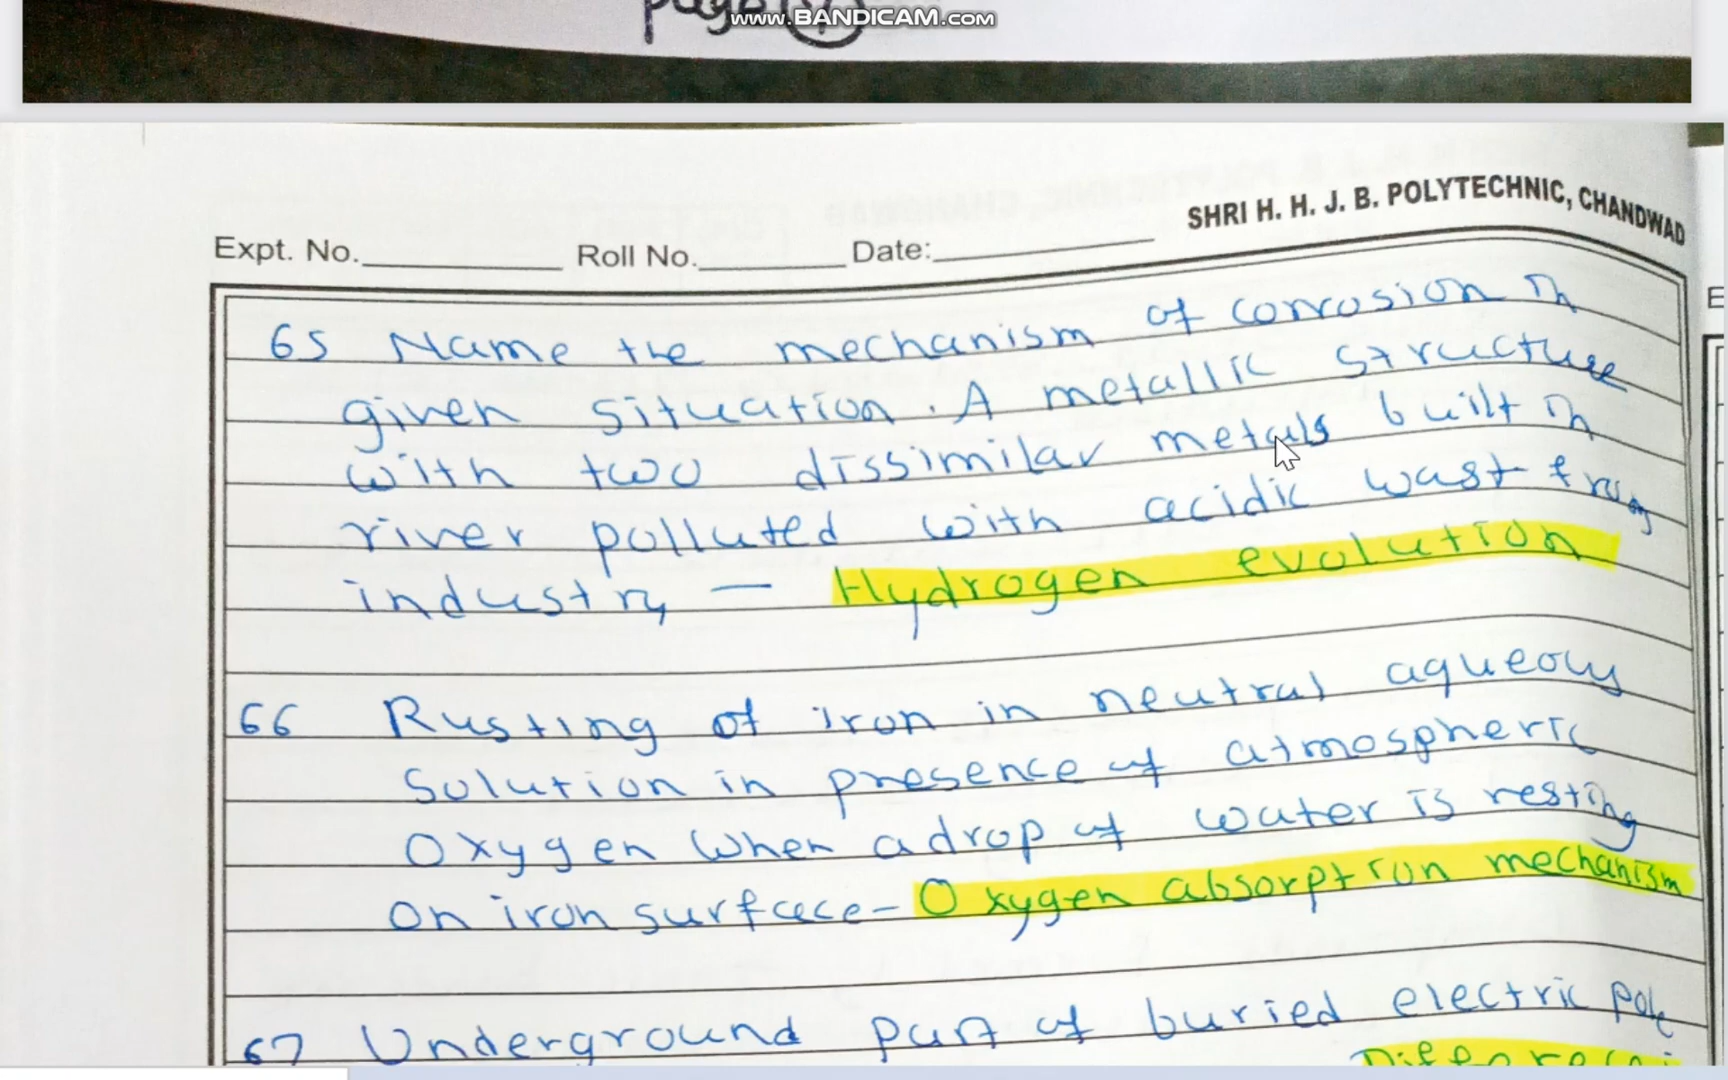 page
www.BANDICAM.com
SHRI H. H. J. B. POLYTECHNIC, CHANDWAD
Expt. No. Roll No. Date:
65 Name the mechanism of corrosion in
given situation. A metallic structure
with two dissimilar metals built in
river polluted with acidic wast from
industry — Hydrogen evolution
66 Rusting of iron in neutral aqueous
solution in presence of atmospheric
Oxygen when a drop of water is resting
on iron surface - Oxygen absorption mechanism
67 Underground part of buried electric pole